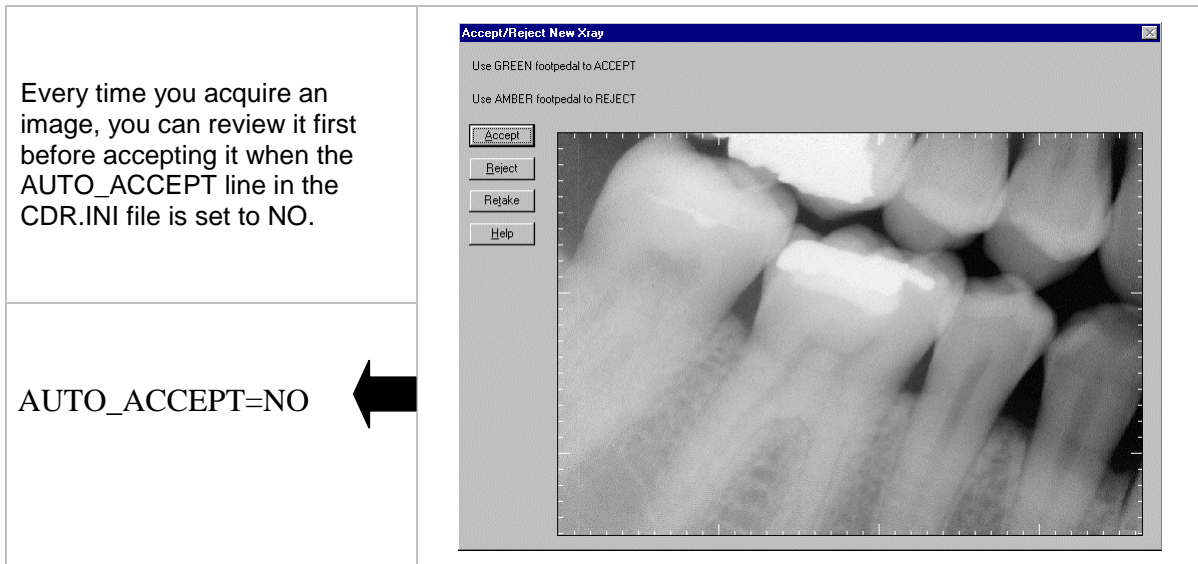 Every time you acquire an
image, you can review it first
before accepting it when the
AUTO_ACCEPT line in the
CDR.INI file is set to NO.
AUTO_ACCEPT=NO
Accept/Reject New Xray
Use GREEN footpedal to ACCEPT
Use AMBER footpedal to REJECT
Accept
Reject
Retake
Help